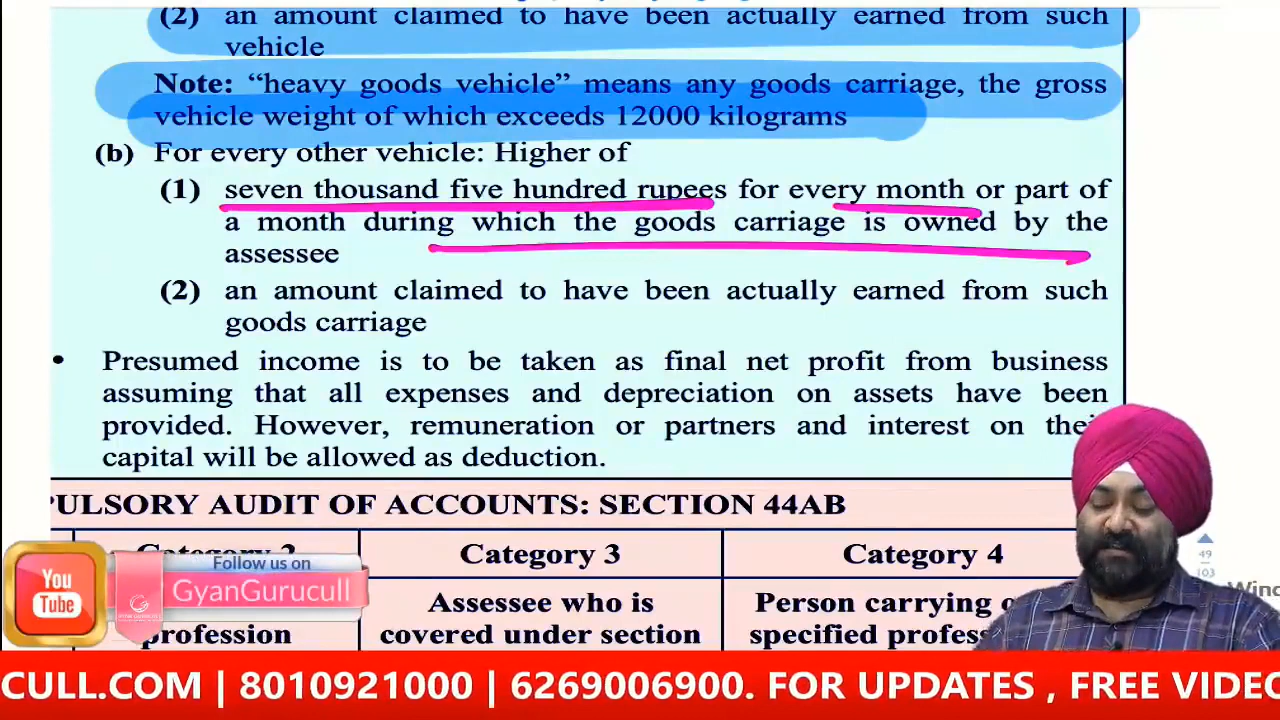 (2) an amount claimed to have been actually earned from such
vehicle
Note: “heavy goods vehicle” means any goods carriage, the gross
vehicle weight of which exceeds 12000 kilograms
(b) For every other vehicle: Higher of
(1) seven thousand five hundred rupees for every month or part of
a month during which the goods carriage is owned by the
assessee
(2) an amount claimed to have been actually earned from such
goods carriage
• Presumed income is to be taken as final net profit from business
assuming that all expenses and depreciation on assets have been
provided. However, remuneration or partners and interest on their
capital will be allowed as deduction.
PULSORY AUDIT OF ACCOUNTS: SECTION 44AB
Category 2 Category 3 Category 4
Assessee who is Person carrying
profession covered under section specified profess
You
Tube
Follow us on
GyanGurucull
49
103
Wind
CULL.COM | 8010921000 | 6269006900. FOR UPDATES , FREE VIDEO